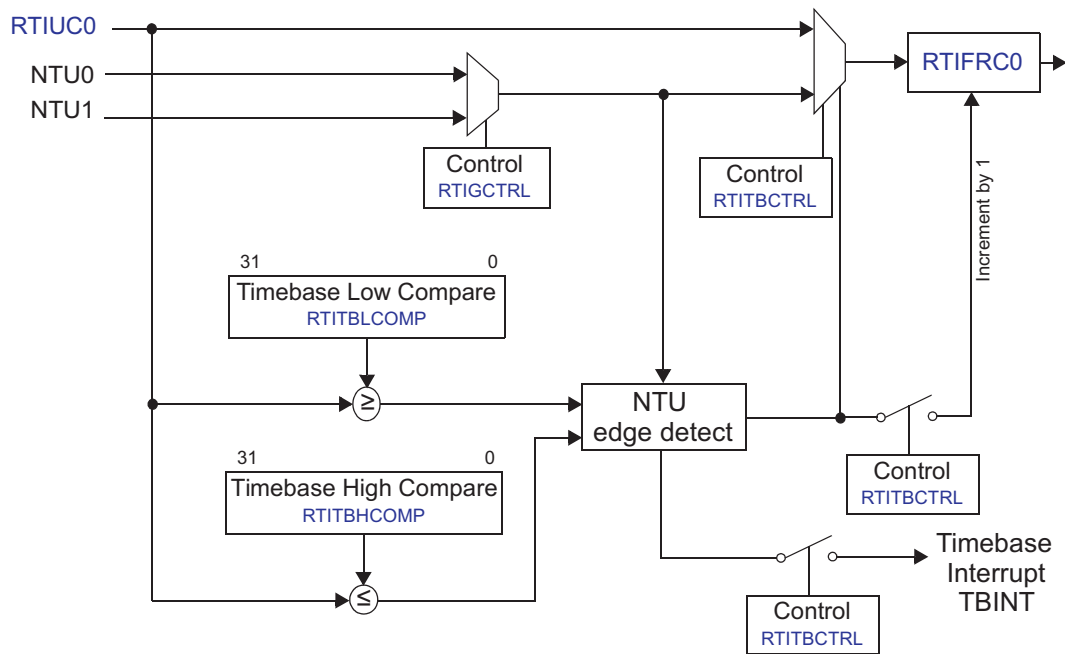 RTIUC0
NTU0
NTU1
RTIFRC0
Control
RTIGCTRL
Control
RTITBCTRL
Increment by 1
31 0
Timebase Low Compare
RTITBLCOMP
≥
NTU
edge detect
31 0
Timebase High Compare
RTITBHCOMP
≤
Control
RTITBCTRL
Timebase
Interrupt
TBINT
Control
RTITBCTRL